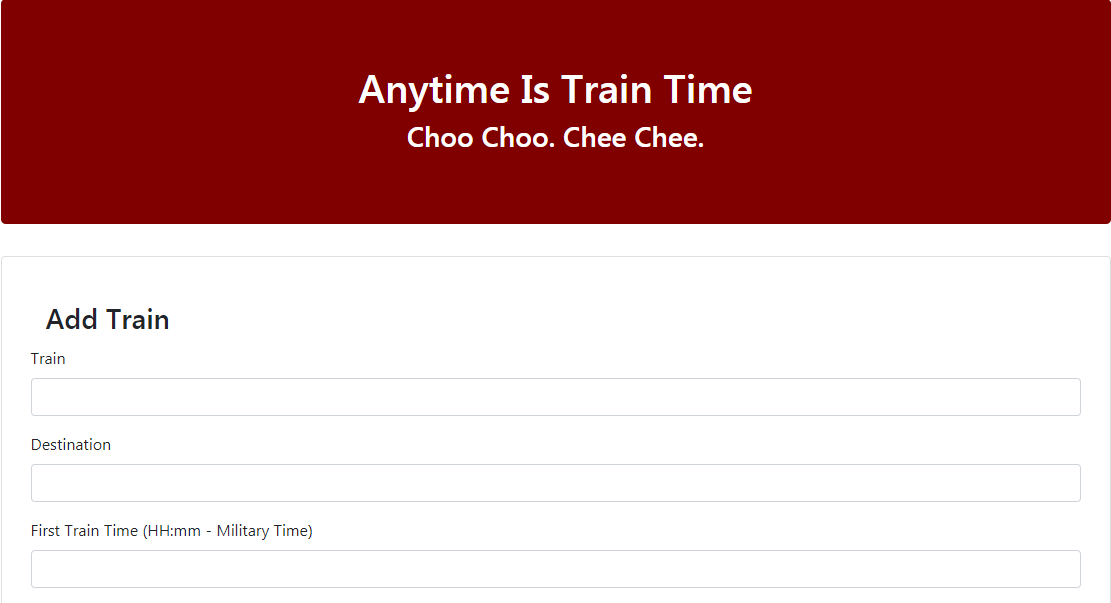 Anytime Is Train Time
Choo Choo. Chee Chee.
Add Train
Train
Destination
First Train Time (HH:mm - Military Time)